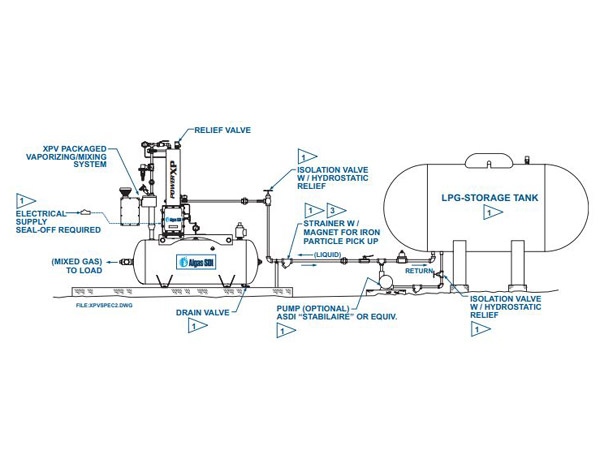 RELIEF VALVE
XPV PACKAGED
VAPORIZING/MIXING
SYSTEM
POWER XP
Algas SDI
1
ISOLATION VALVE
W / HYDROSTATIC
RELIEF
LPG-STORAGE TANK
1
1
ELECTRICAL
SUPPLY
SEAL-OFF REQUIRED
1 3
STRAINER W /
MAGNET FOR IRON
PARTICLE PICK UP
(LIQUID)
RETURN
(MIXED GAS)
TO LOAD
Algas SDI
FILE:XPVSPEC2.DWG
DRAIN VALVE
1
PUMP (OPTIONAL)
ASDI “STABILAIRE” OR EQUIV.
1
ISOLATION VALVE
W / HYDROSTATIC
RELIEF
1